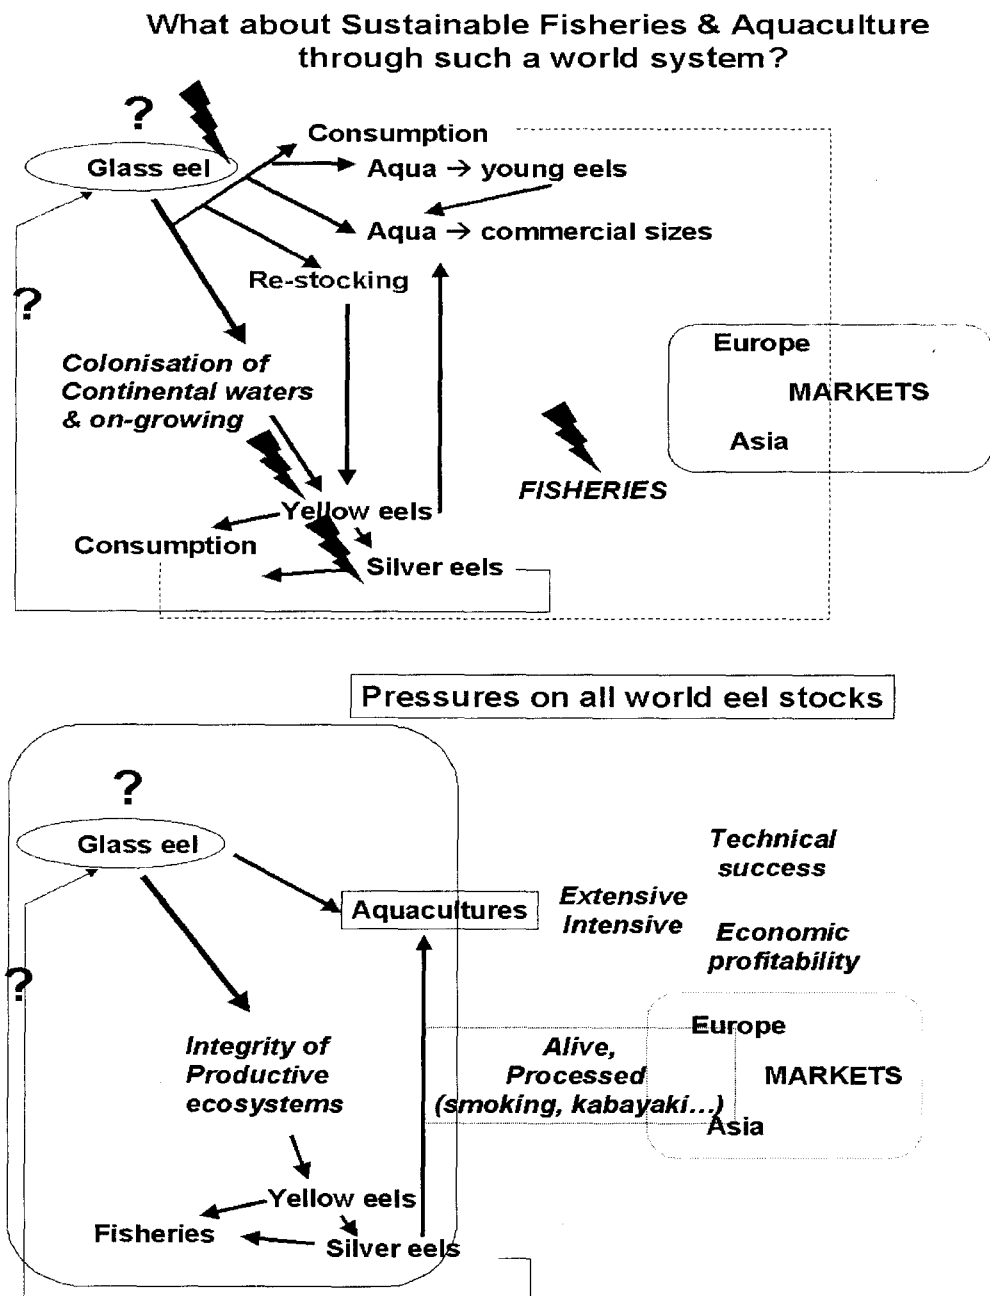 What about Sustainable Fisheries & Aquaculture
through such a world system?
?
Consumption
Glass eel
Aqua → young eels
Aqua → commercial sizes
Re-stocking
?
Colonisation of
Continental waters
& on-growing
Europe
MARKETS
Asia
FISHERIES
Yellow eels
Consumption
Silver eels
Pressures on all world eel stocks
?
Glass eel
Technical
success
Aquacultures
Extensive
Intensive
Economic
profitability
?
Integrity of
Productive
ecosystems
Alive,
Processed
(smoking, kabayaki...)
Europe
MARKETS
Asia
Yellow eels
Fisheries
Silver eels